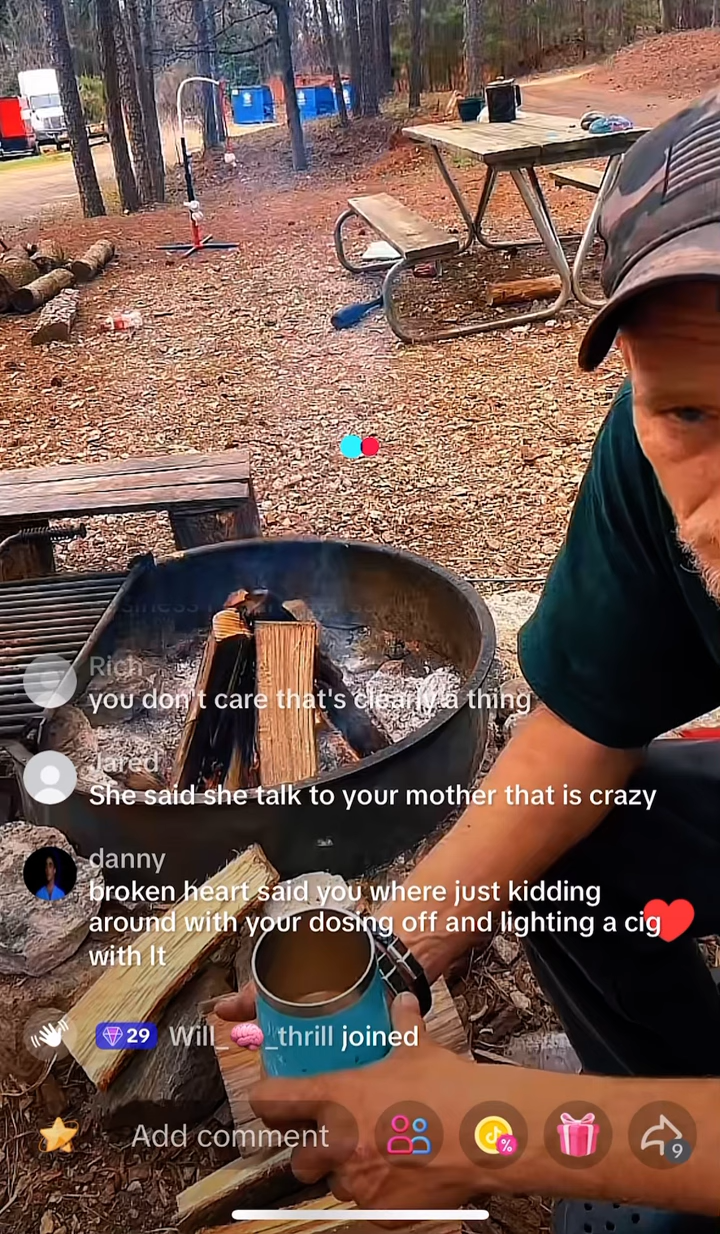 Rich
you don't care that's clearly a thing
Jared
She said she talk to your mother that is crazy
danny
broken heart said you where just kidding
around with your dosing off and lighting a cig
with It
29 Will_🧠_thrill joined
Add comment
9